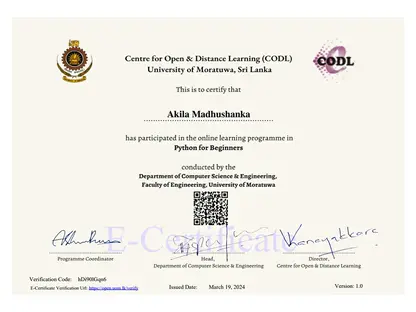 Centre for Open & Distance Learning (CODL)
University of Moratuwa, Sri Lanka
CODL
This is to certify that
Akila Madhushanka
has participated in the online learning programme in
Python for Beginners
conducted by the
Department of Computer Science & Engineering,
Faculty of Engineering, University of Moratuwa
E-Certificate
Programme Coordinator
Head,
Department of Computer Science & Engineering
Director,
Centre for Open & Distance Learning
Verification Code:
E-Certificate Verification Url: https://open.uom.lk/verify
Issued Date: March 19, 2024
Version: 1.0